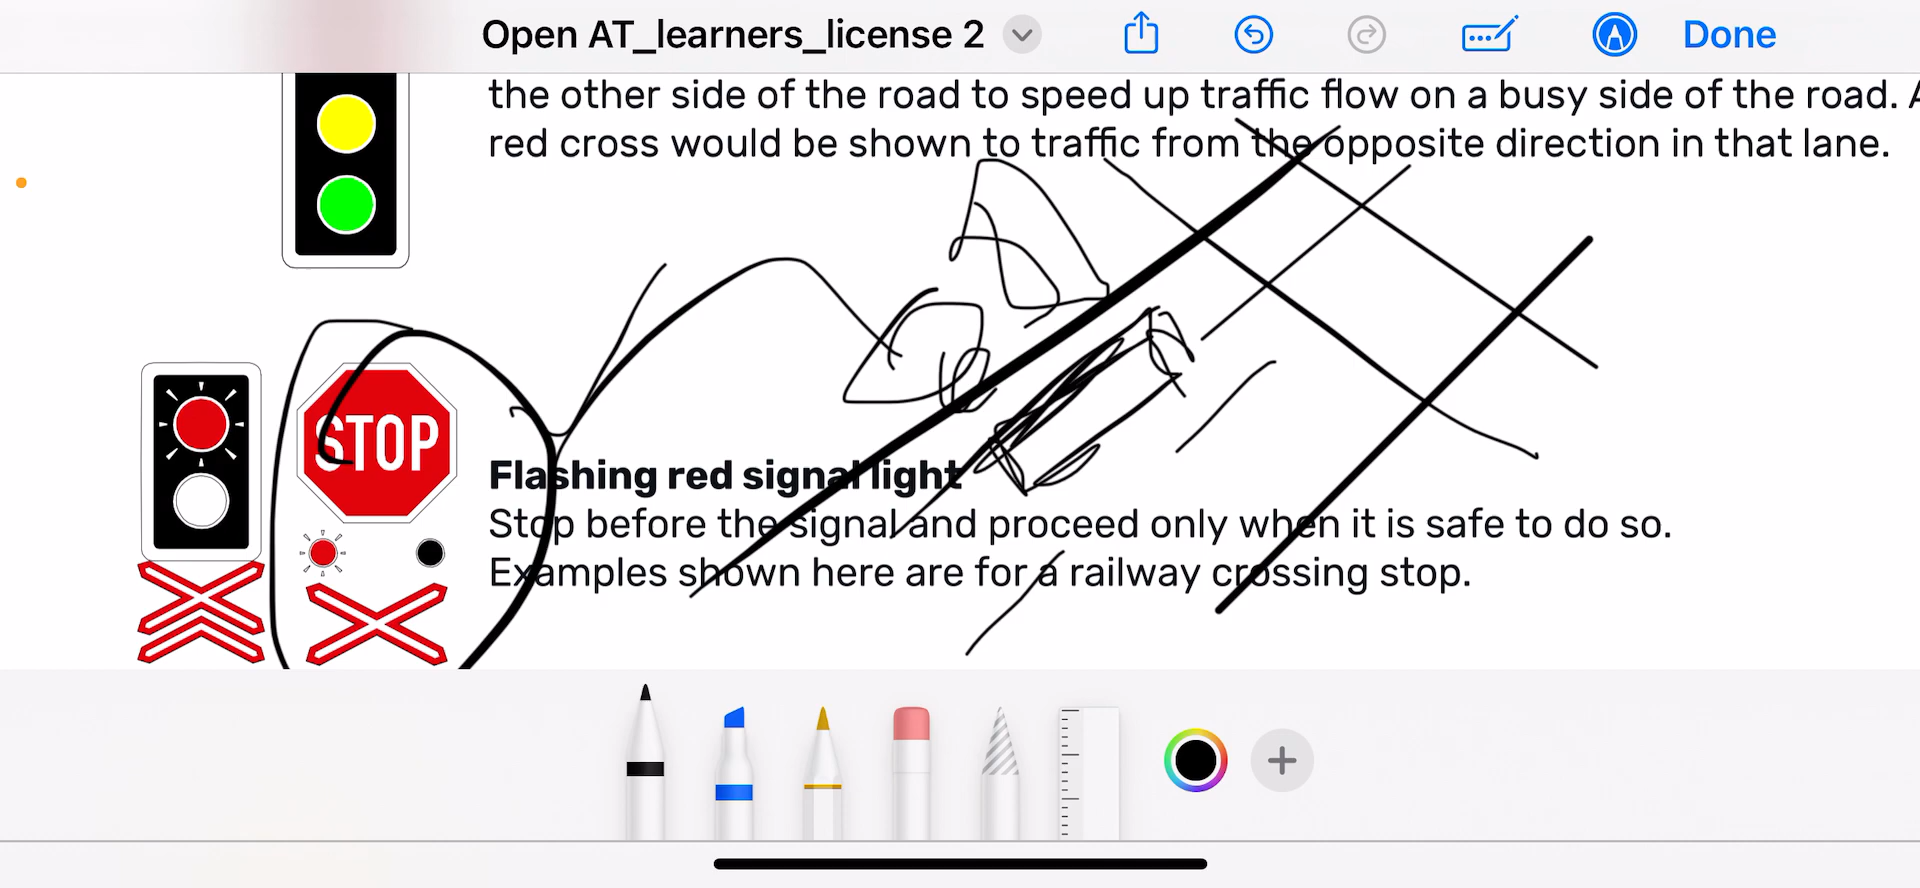 Open AT_learners_license 2
Done
the other side of the road to speed up traffic flow on a busy side of the road.
red cross would be shown to traffic from the opposite direction in that lane.
STOP
Flashing red signal light
Stop before the signal and proceed only when it is safe to do so.
Examples shown here are for a railway crossing stop.